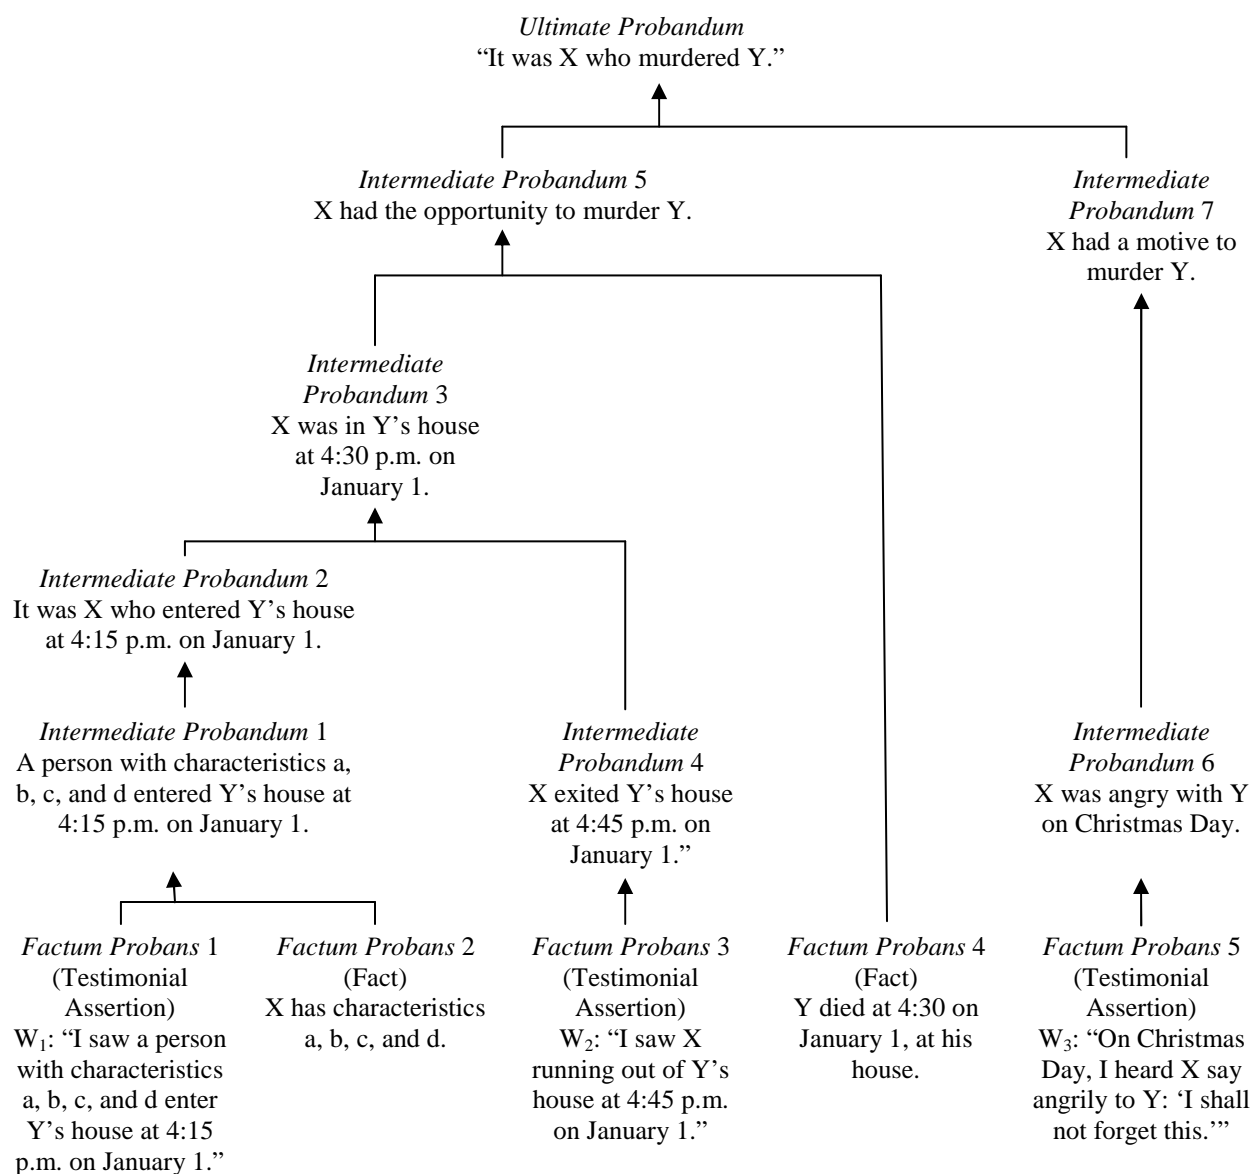 Ultimate Probandum
“It was X who murdered Y.”
Intermediate Probandum 5
X had the opportunity to murder Y.
Intermediate
Probandum 7
X had a motive to
murder Y.
Intermediate
Probandum 3
X was in Y’s house
at 4:30 p.m. on
January 1.
Intermediate Probandum 2
It was X who entered Y’s house
at 4:15 p.m. on January 1.
Intermediate Probandum 1
A person with characteristics a,
b, c, and d entered Y’s house at
4:15 p.m. on January 1.
Intermediate
Probandum 4
X exited Y’s house
at 4:45 p.m. on
January 1.”
Intermediate
Probandum 6
X was angry with Y
on Christmas Day.
Factum Probans 1
(Testimonial
Assertion)
W1: “I saw a person
with characteristics
a, b, c, and d enter
Y’s house at 4:15
p.m. on January 1.”
Factum Probans 2
(Fact)
X has characteristics
a, b, c, and d.
Factum Probans 3
(Testimonial
Assertion)
W2: “I saw X
running out of Y’s
house at 4:45 p.m.
on January 1.”
Factum Probans 4
(Fact)
Y died at 4:30 on
January 1, at his
house.
Factum Probans 5
(Testimonial
Assertion)
W3: “On Christmas
Day, I heard X say
angrily to Y: ‘I shall
not forget this.’”